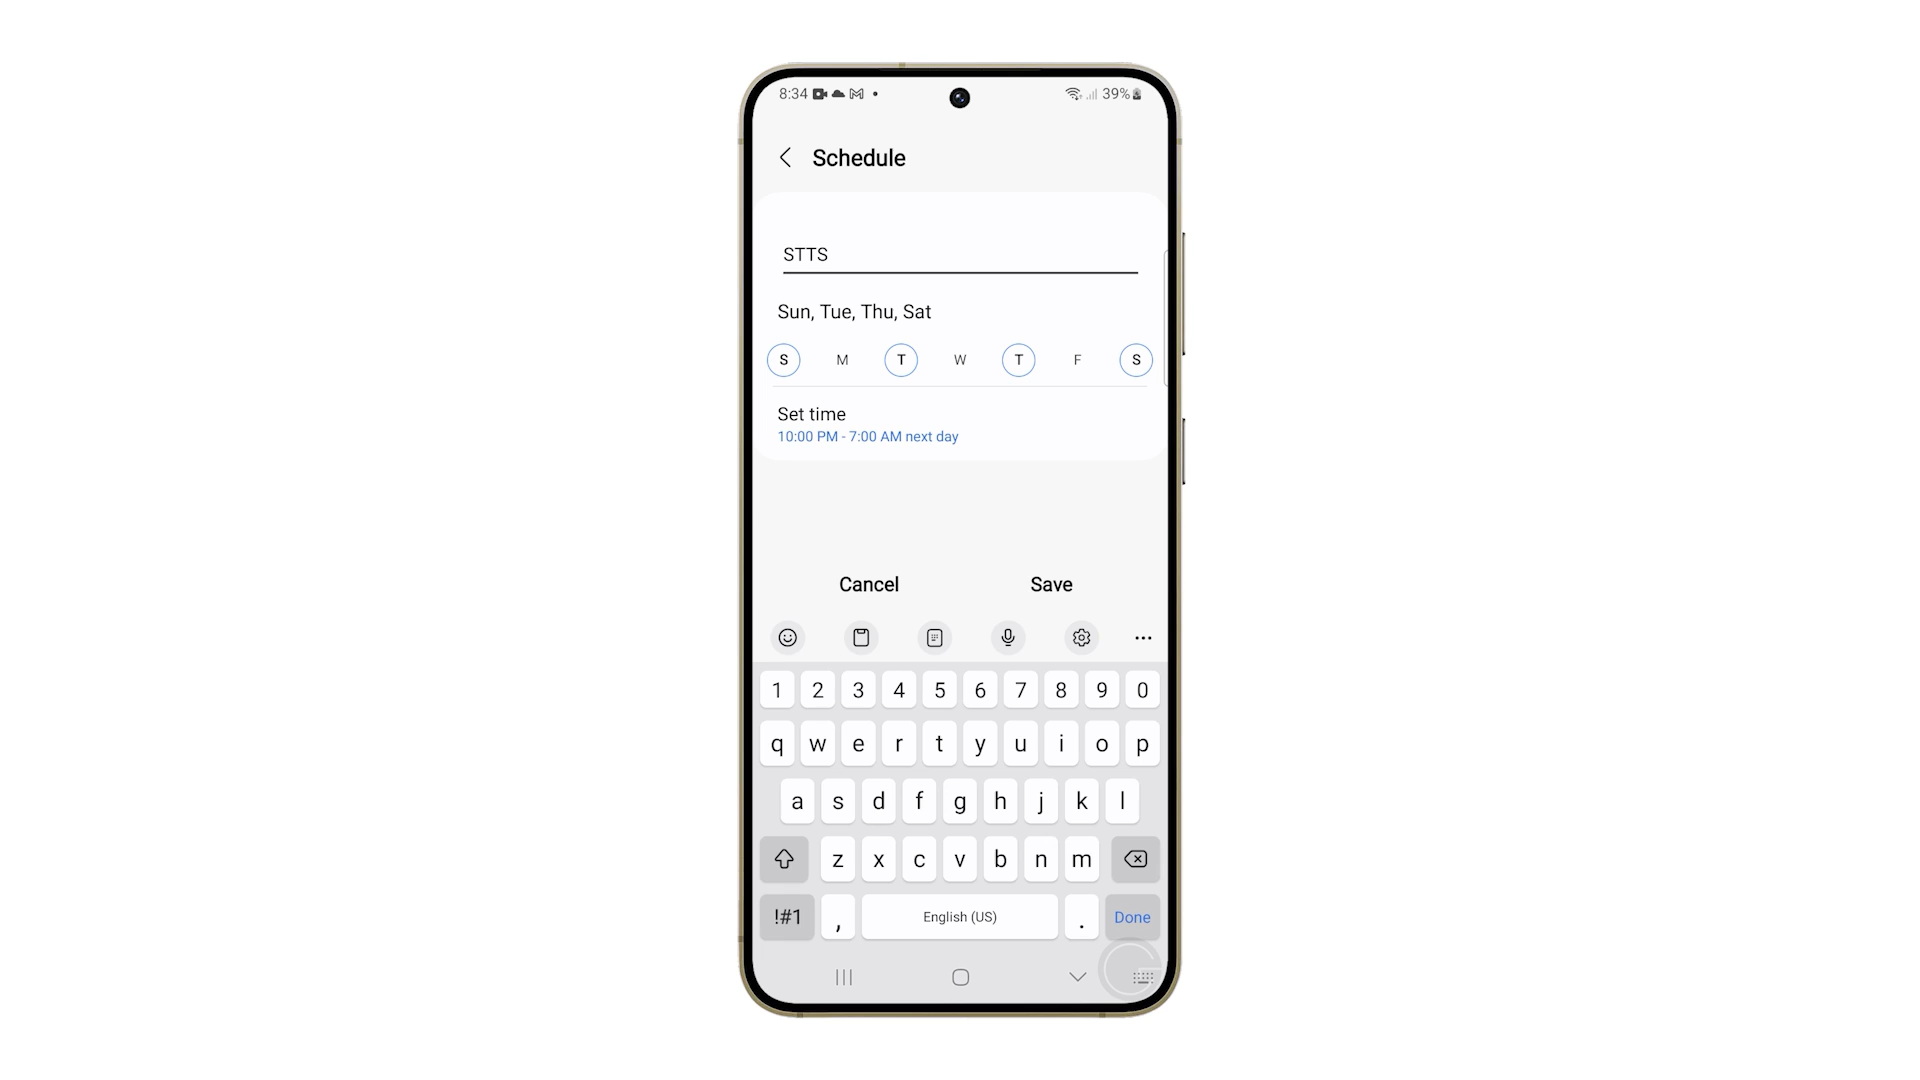 8:34 39%
Schedule
STTS
Sun, Tue, Thu, Sat
S M T W T F S
Set time
10:00 PM - 7:00 AM next day
Cancel Save
1 2 3 4 5 6 7 8 9 0
q w e r t y u i o p
a s d f g h j k l
z x c v b n m
!#1 , English (US) . Done